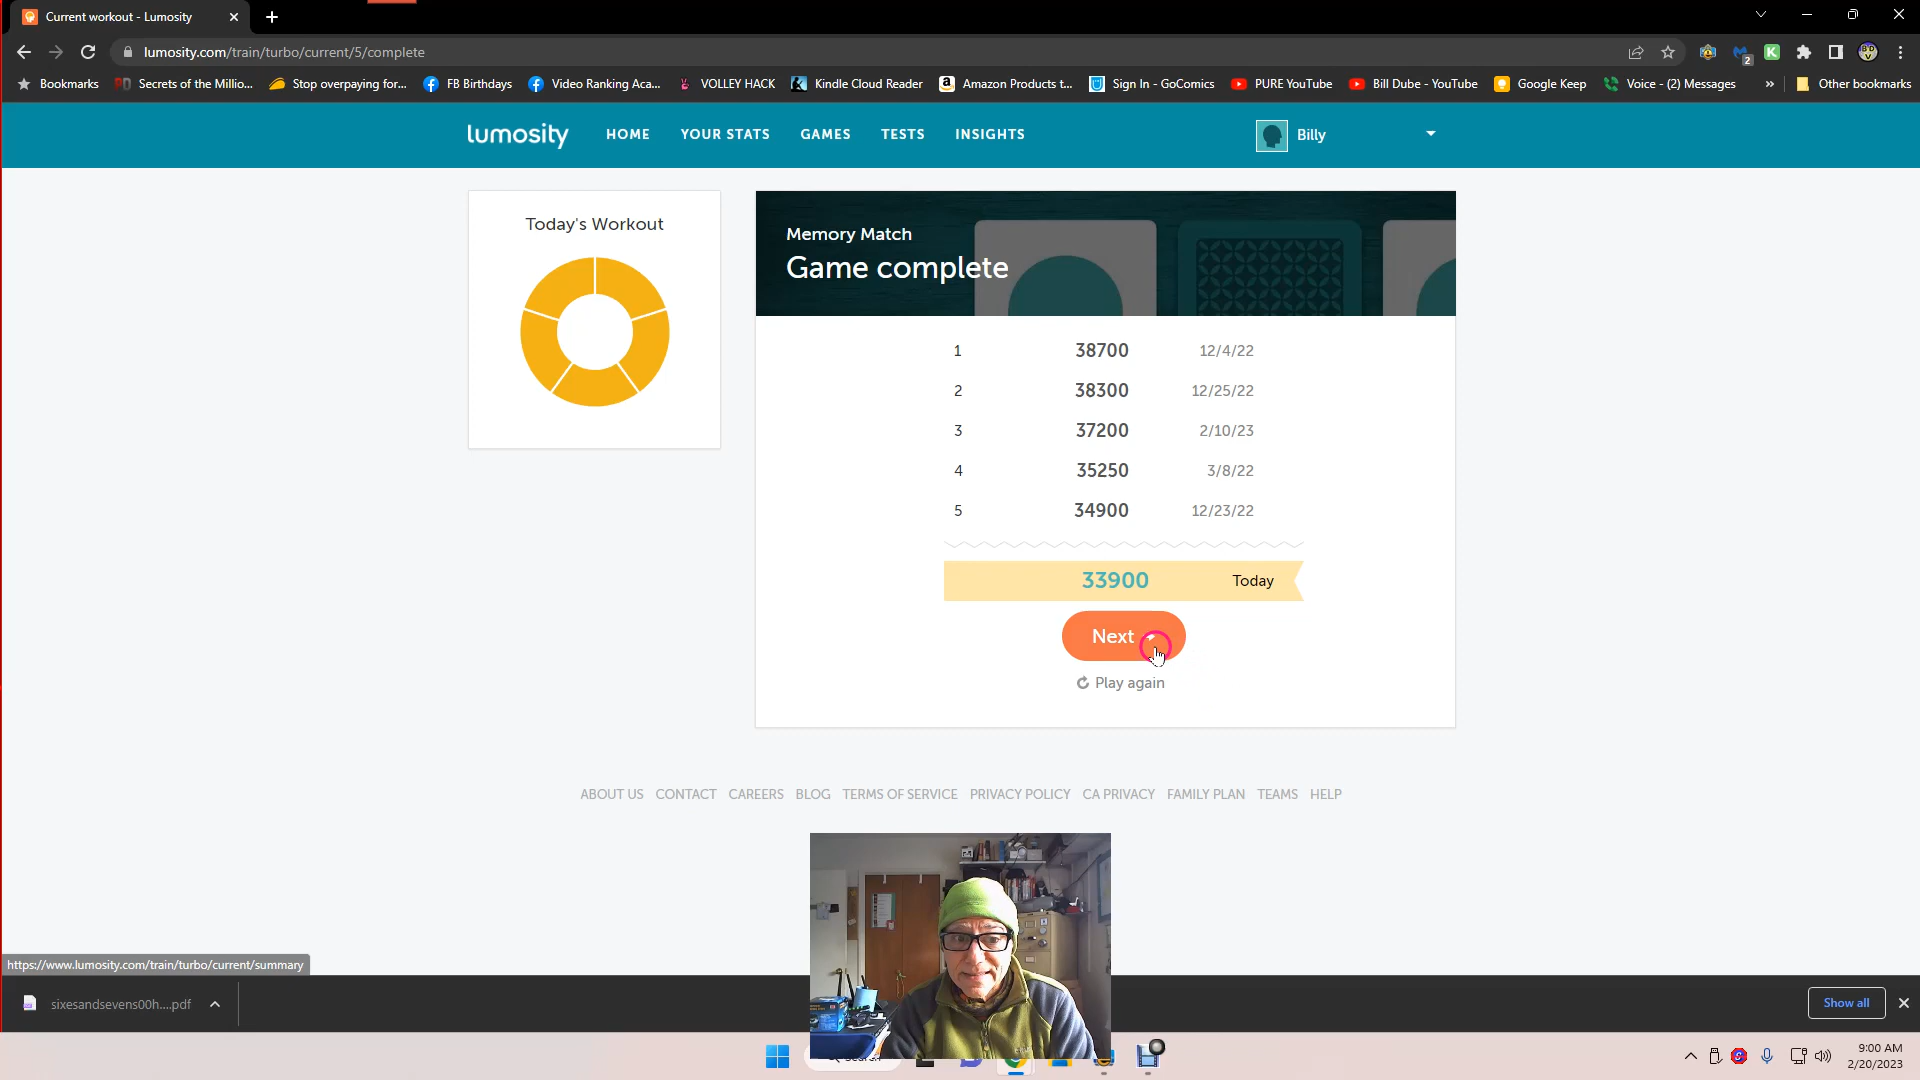 Current workout - Lumosity
lumosity.com/train/turbo/current/5/complete
2
Bookmarks
Secrets of the Millio...
Stop overpaying for...
FB Birthdays
Video Ranking Aca...
VOLLEY HACK
Kindle Cloud Reader
Amazon Products t...
Sign In - GoComics
PURE YouTube
Bill Dube - YouTube
Google Keep
Voice - (2) Messages
»
Other bookmarks
lumosity
HOME
YOUR STATS
GAMES
TESTS
INSIGHTS
Billy
Today's Workout
Memory Match
Game complete
1 38700 12/4/22
2 38300 12/25/22
3 37200 2/10/23
4 35250 3/8/22
5 34900 12/23/22
33900 Today
Next
Play again
ABOUT US CONTACT CAREERS BLOG TERMS OF SERVICE PRIVACY POLICY CA PRIVACY FAMILY PLAN TEAMS HELP
https://www.lumosity.com/train/turbo/current/summary
sixesandsevens00h....pdf
Show all
9:00 AM
2/20/2023